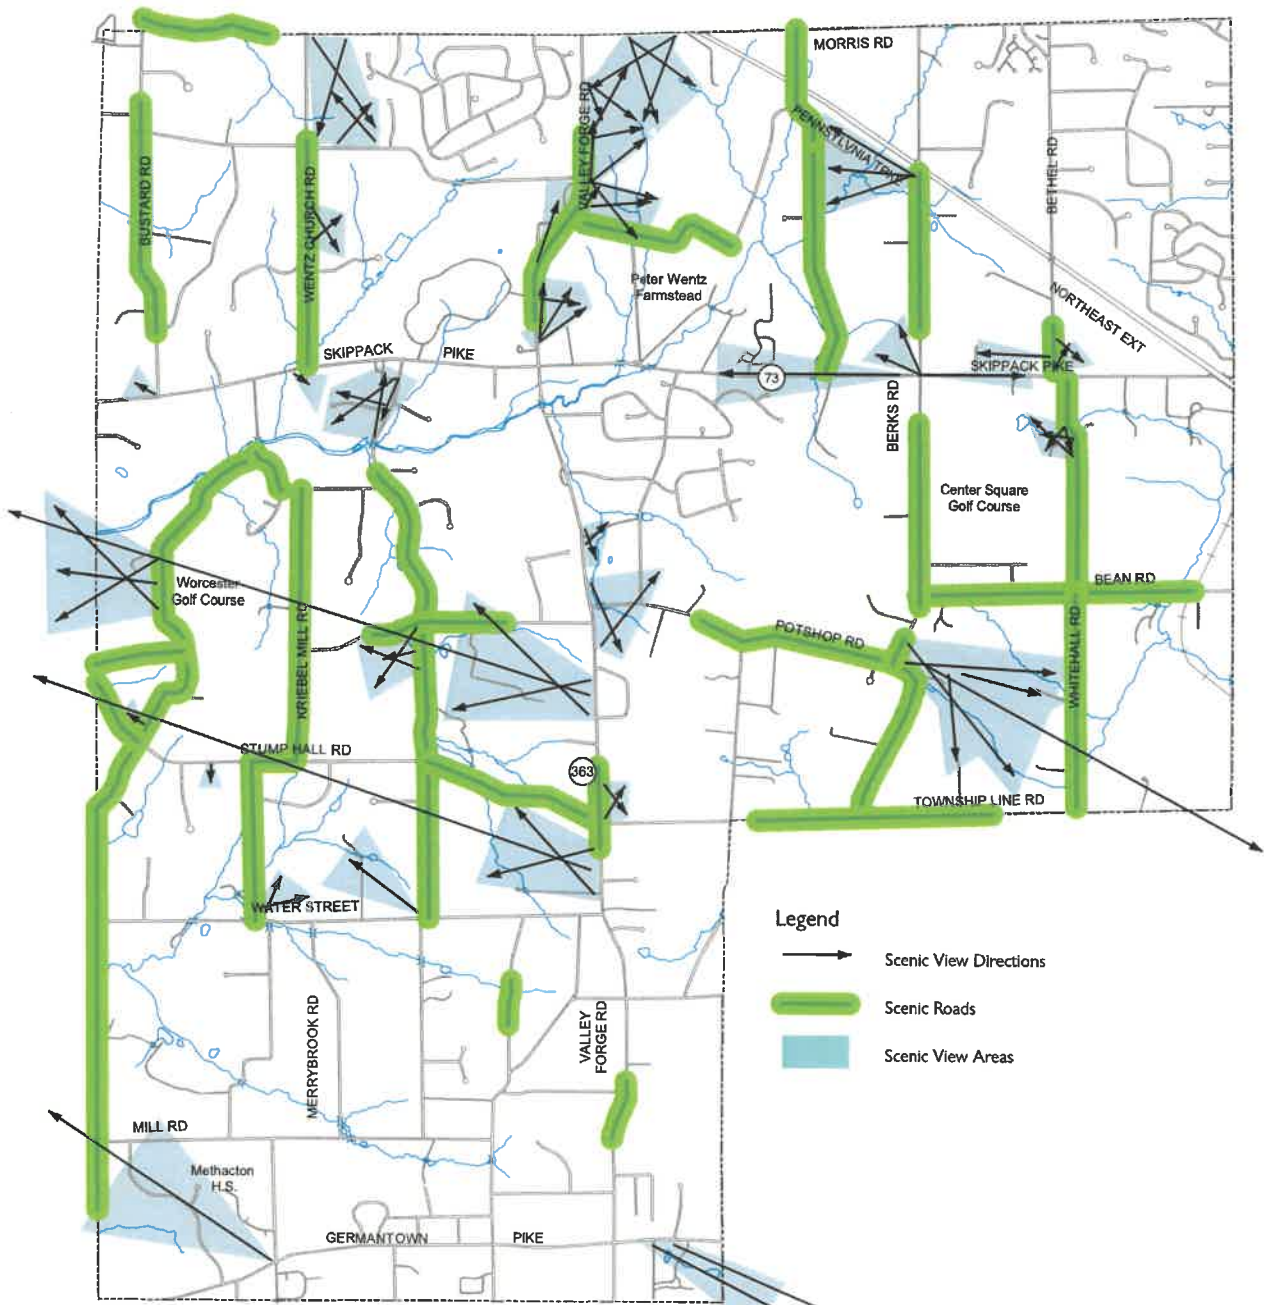 MORRIS RD
VALLEY FORGE RD
PENNSYLVNIA TPKE
BUSTARD RD
WENTZ CHURCH RD
BETHEL RD
Peter Wentz
Farmstead
NORTHEAST EXT
SKIPPACK PIKE
SKIPPACK PIKE
73
BERKS RD
Center Square
Golf Course
Worcester
Golf Course
BEAN RD
KRIEBEL MILL RD
POTSHOP RD
WHITEHALL RD
STUMP HALL RD
363
TOWNSHIP LINE RD
WATER STREET
Legend
Scenic View Directions
Scenic Roads
Scenic View Areas
MERRYBROOK RD
VALLEY
FORGE RD
MILL RD
Methacton
H.S.
GERMANTOWN PIKE